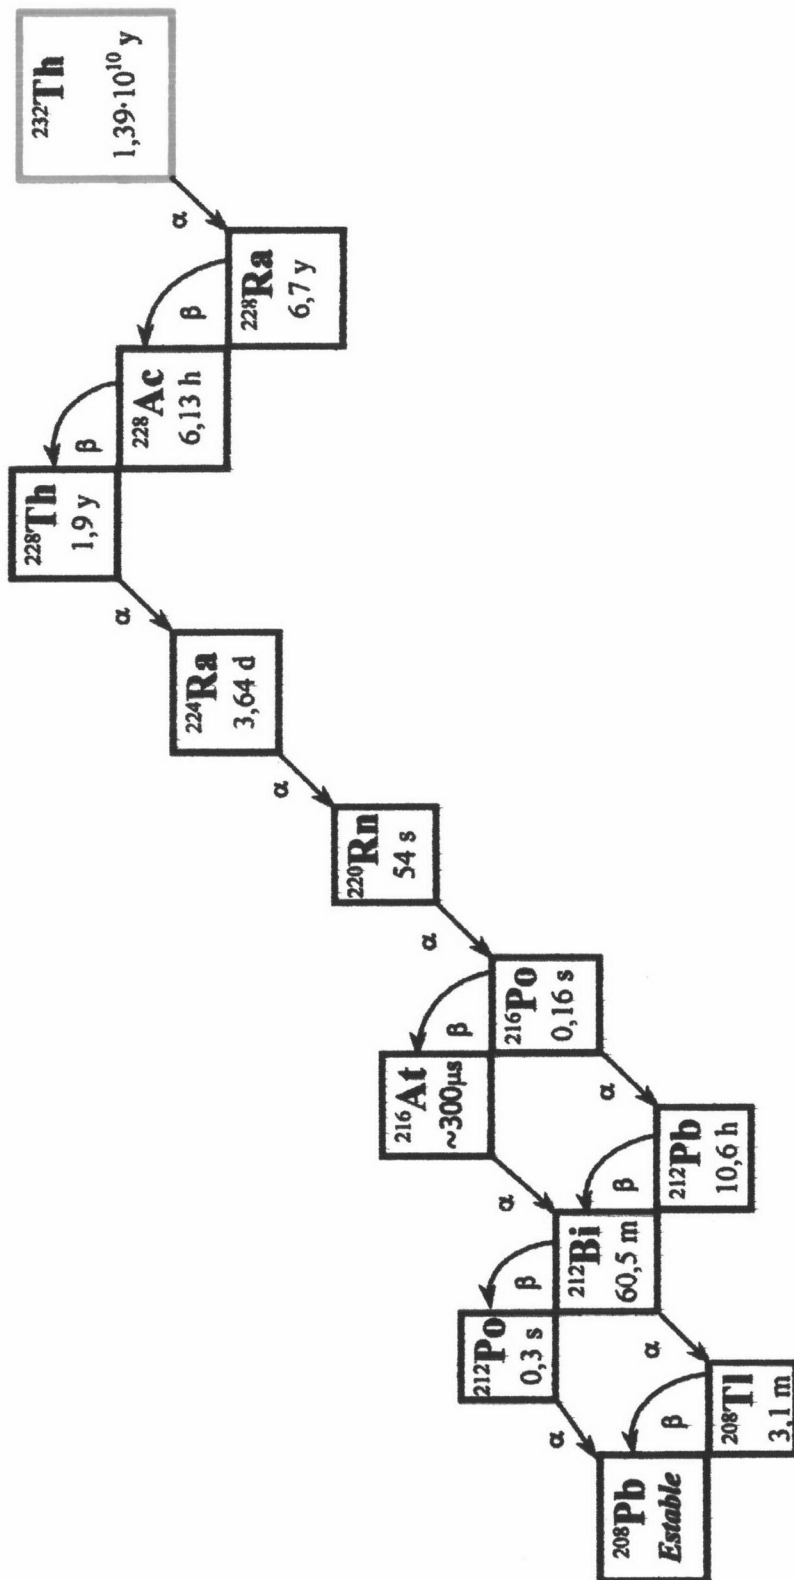 ²³²Th
1,39·10¹⁰ y
α
²²⁸Ra
6,7 y
β
²²⁸Ac
6,13 h
β
²²⁸Th
1,9 y
α
²²⁴Ra
3,64 d
α
²²⁰Rn
54 s
α
²¹⁶Po
0,16 s
β
²¹⁶At
~300µs
α
α
²¹²Pb
10,6 h
β
²¹²Bi
60,5 m
β
²¹²Po
0,3 s
α
α
²⁰⁸Tl
3,1 m
β
²⁰⁸Pb
Estable